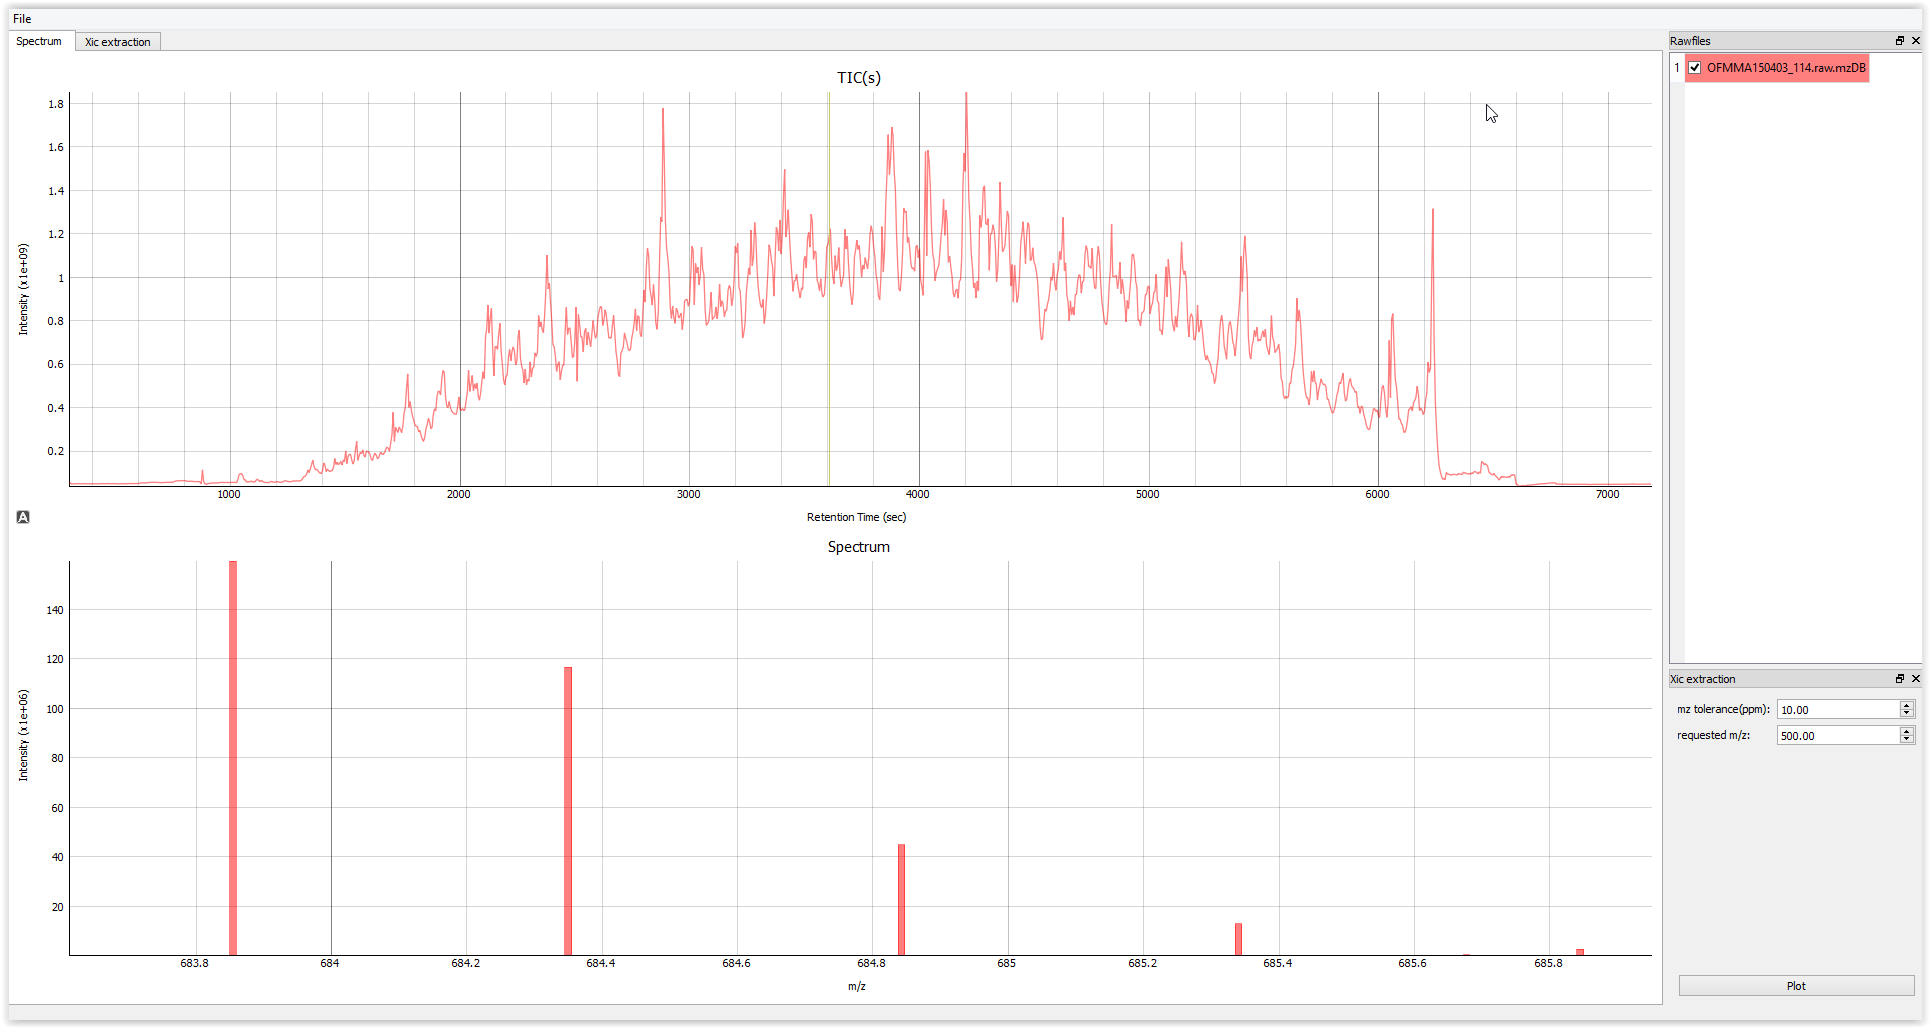 File
Spectrum Xic extraction
TIC(s)
1.8
1.6
1.4
1.2
1
0.8
0.6
0.4
0.2
Intensity (x1e+09)
1000 2000 3000 4000 5000 6000 7000
Retention Time (sec)
A
Spectrum
140
120
100
80
60
40
20
Intensity (x1e+06)
683.8 684 684.2 684.4 684.6 684.8 685 685.2 685.4 685.6 685.8
m/z
Rawfiles
1 OFMMA150403_114.raw.mzDB
Xic extraction
mz tolerance(ppm): 10.00
requested m/z: 500.00
Plot